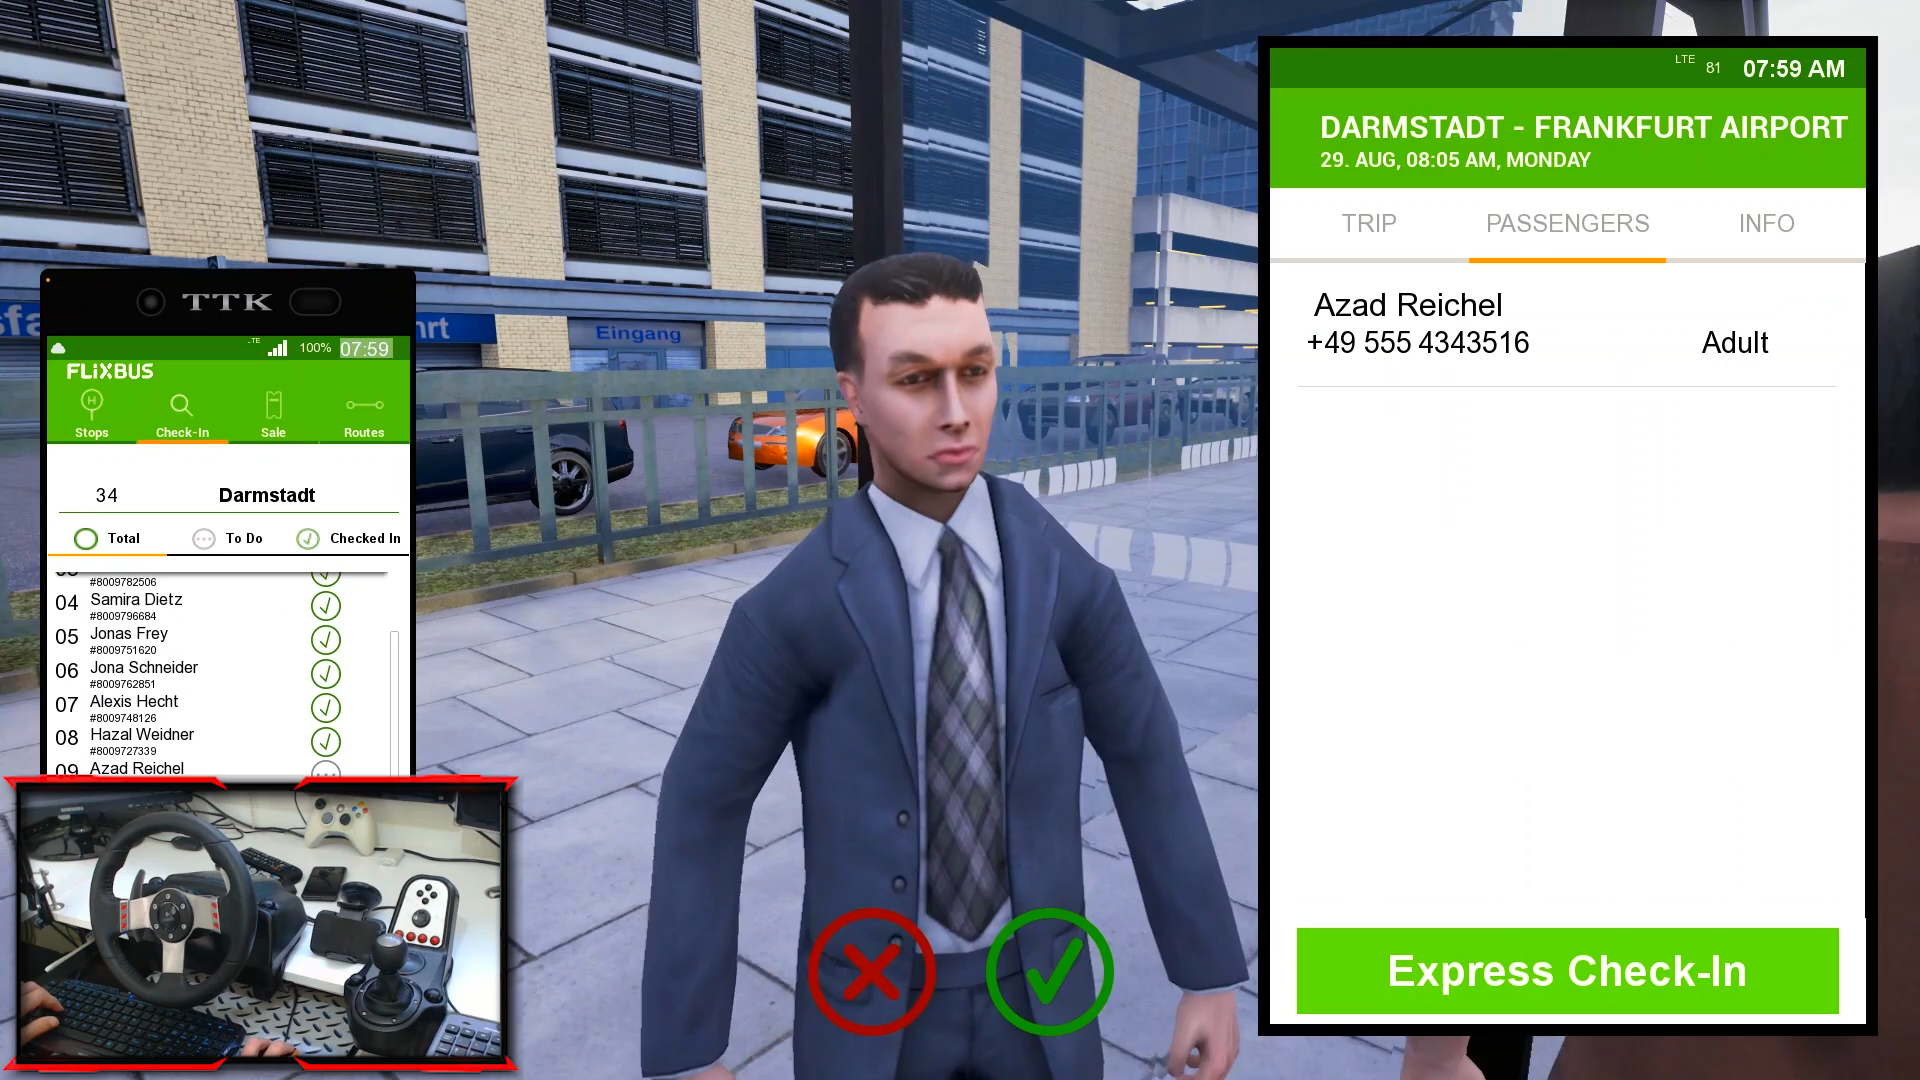 sfa
hrt
Eingang
TTK
LTE 100% 07:59
FLiXBUS
Stops Check-In Sale Routes
34 Darmstadt
Total To Do Checked In
#8009782506
04 Samira Dietz
#8009796684
05 Jonas Frey
#8009751620
06 Jona Schneider
#8009762851
07 Alexis Hecht
#8009748126
08 Hazal Weidner
#8009727339
09 Azad Reichel
LTE 81 07:59 AM
DARMSTADT - FRANKFURT AIRPORT
29. AUG, 08:05 AM, MONDAY
TRIP PASSENGERS INFO
Azad Reichel
+49 555 4343516 Adult
Express Check-In